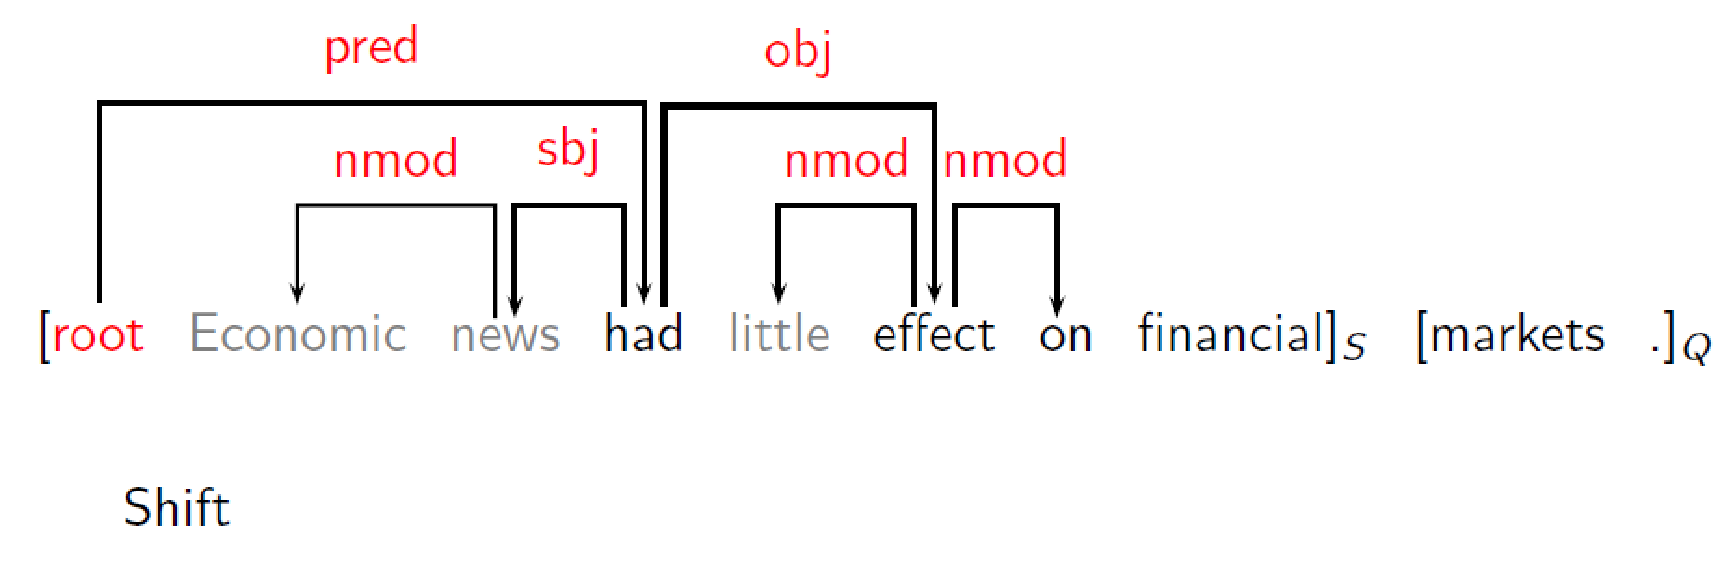 pred obj
nmod sbj nmod nmod
[root Economic news had little effect on financial]S [markets .]Q
Shift